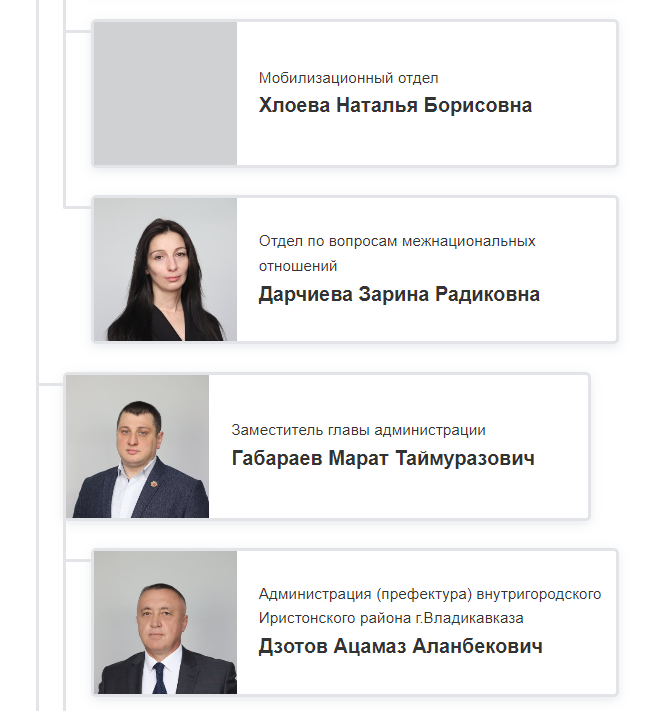 Мобилизационный отдел
Хлоева Наталья Борисовна
Отдел по вопросам межнациональных
отношений
Дарчиева Зарина Радиковна
Заместитель главы администрации
Габараев Марат Таймуразович
Администрация (префектура) внутригородского
Иристонского района г.Владикавказа
Дзотов Ацамаз Аланбекович